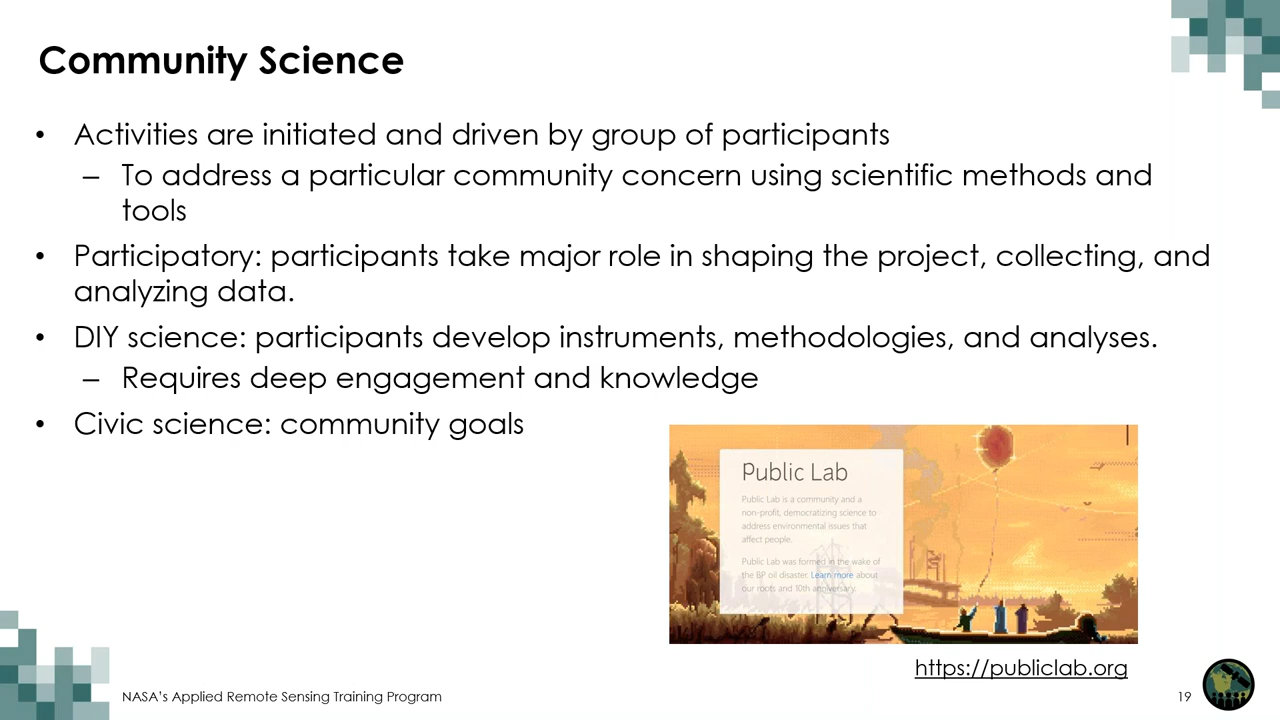 Community Science
• Activities are initiated and driven by group of participants
– To address a particular community concern using scientific methods and
tools
• Participatory: participants take major role in shaping the project, collecting, and
analyzing data.
• DIY science: participants develop instruments, methodologies, and analyses.
– Requires deep engagement and knowledge
• Civic science: community goals
Public Lab
Public Lab is a community and a
non-profit, democratizing science to
address environmental issues that
affect people.
Public Lab was formed in the wake of
the BP oil disaster. Learn more about
our roots and 10th anniversary.
https://publiclab.org
NASA's Applied Remote Sensing Training Program
19